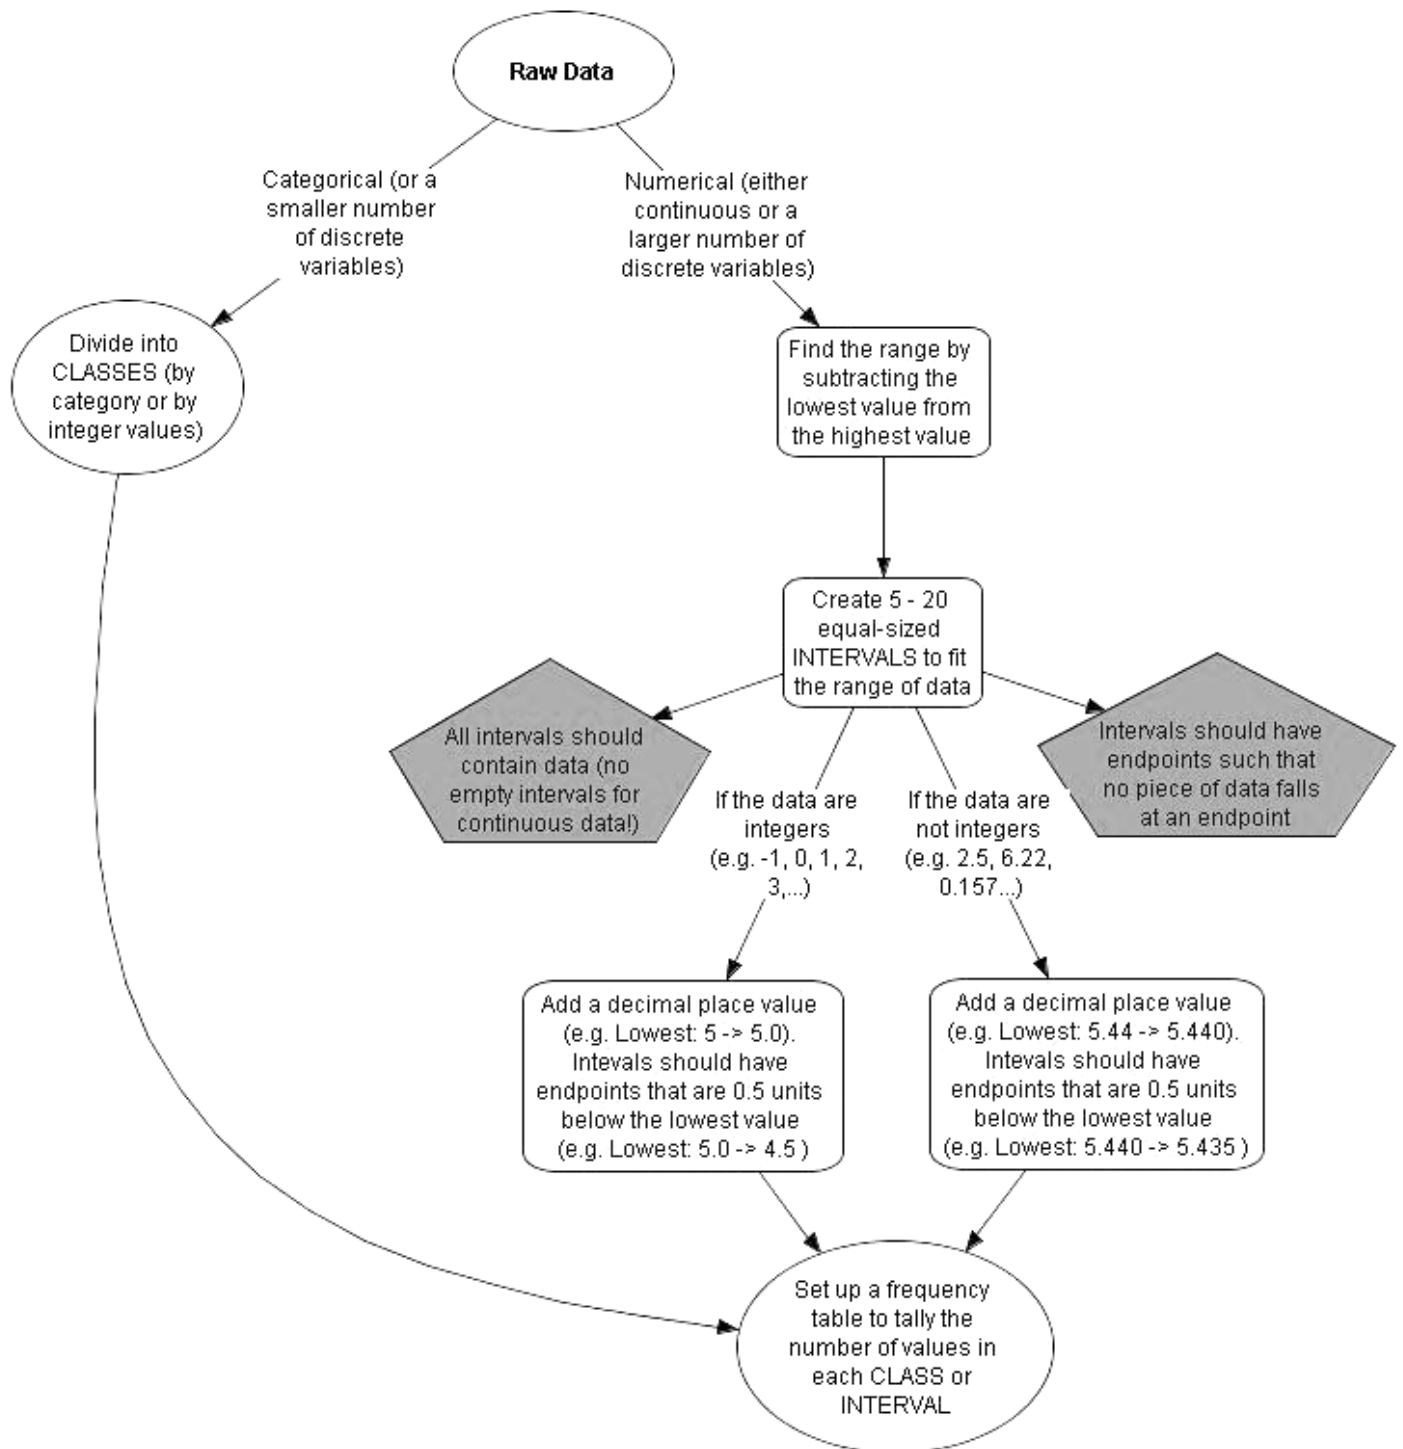 Raw Data
Categorical (or a
smaller number
of discrete
variables)
Numerical (either
continuous or a
larger number of
discrete variables)
Divide into
CLASSES (by
category or by
integer values)
Find the range by
subtracting the
lowest value from
the highest value
Create 5 - 20
equal-sized
INTERVALS to fit
the range of data
All intervals should
contain data (no
empty intervals for
continuous data!)
Intervals should have
endpoints such that
no piece of data falls
at an endpoint
If the data are
integers
(e.g. -1, 0, 1, 2,
3,...)
If the data are
not integers
(e.g. 2.5, 6.22,
0.157...)
Add a decimal place value
(e.g. Lowest: 5 -> 5.0).
Intevals should have
endpoints that are 0.5 units
below the lowest value
(e.g. Lowest: 5.0 -> 4.5 )
Add a decimal place value
(e.g. Lowest: 5.44 -> 5.440).
Intevals should have
endpoints that are 0.5 units
below the lowest value
(e.g. Lowest: 5.440 -> 5.435 )
Set up a frequency
table to tally the
number of values in
each CLASS or
INTERVAL